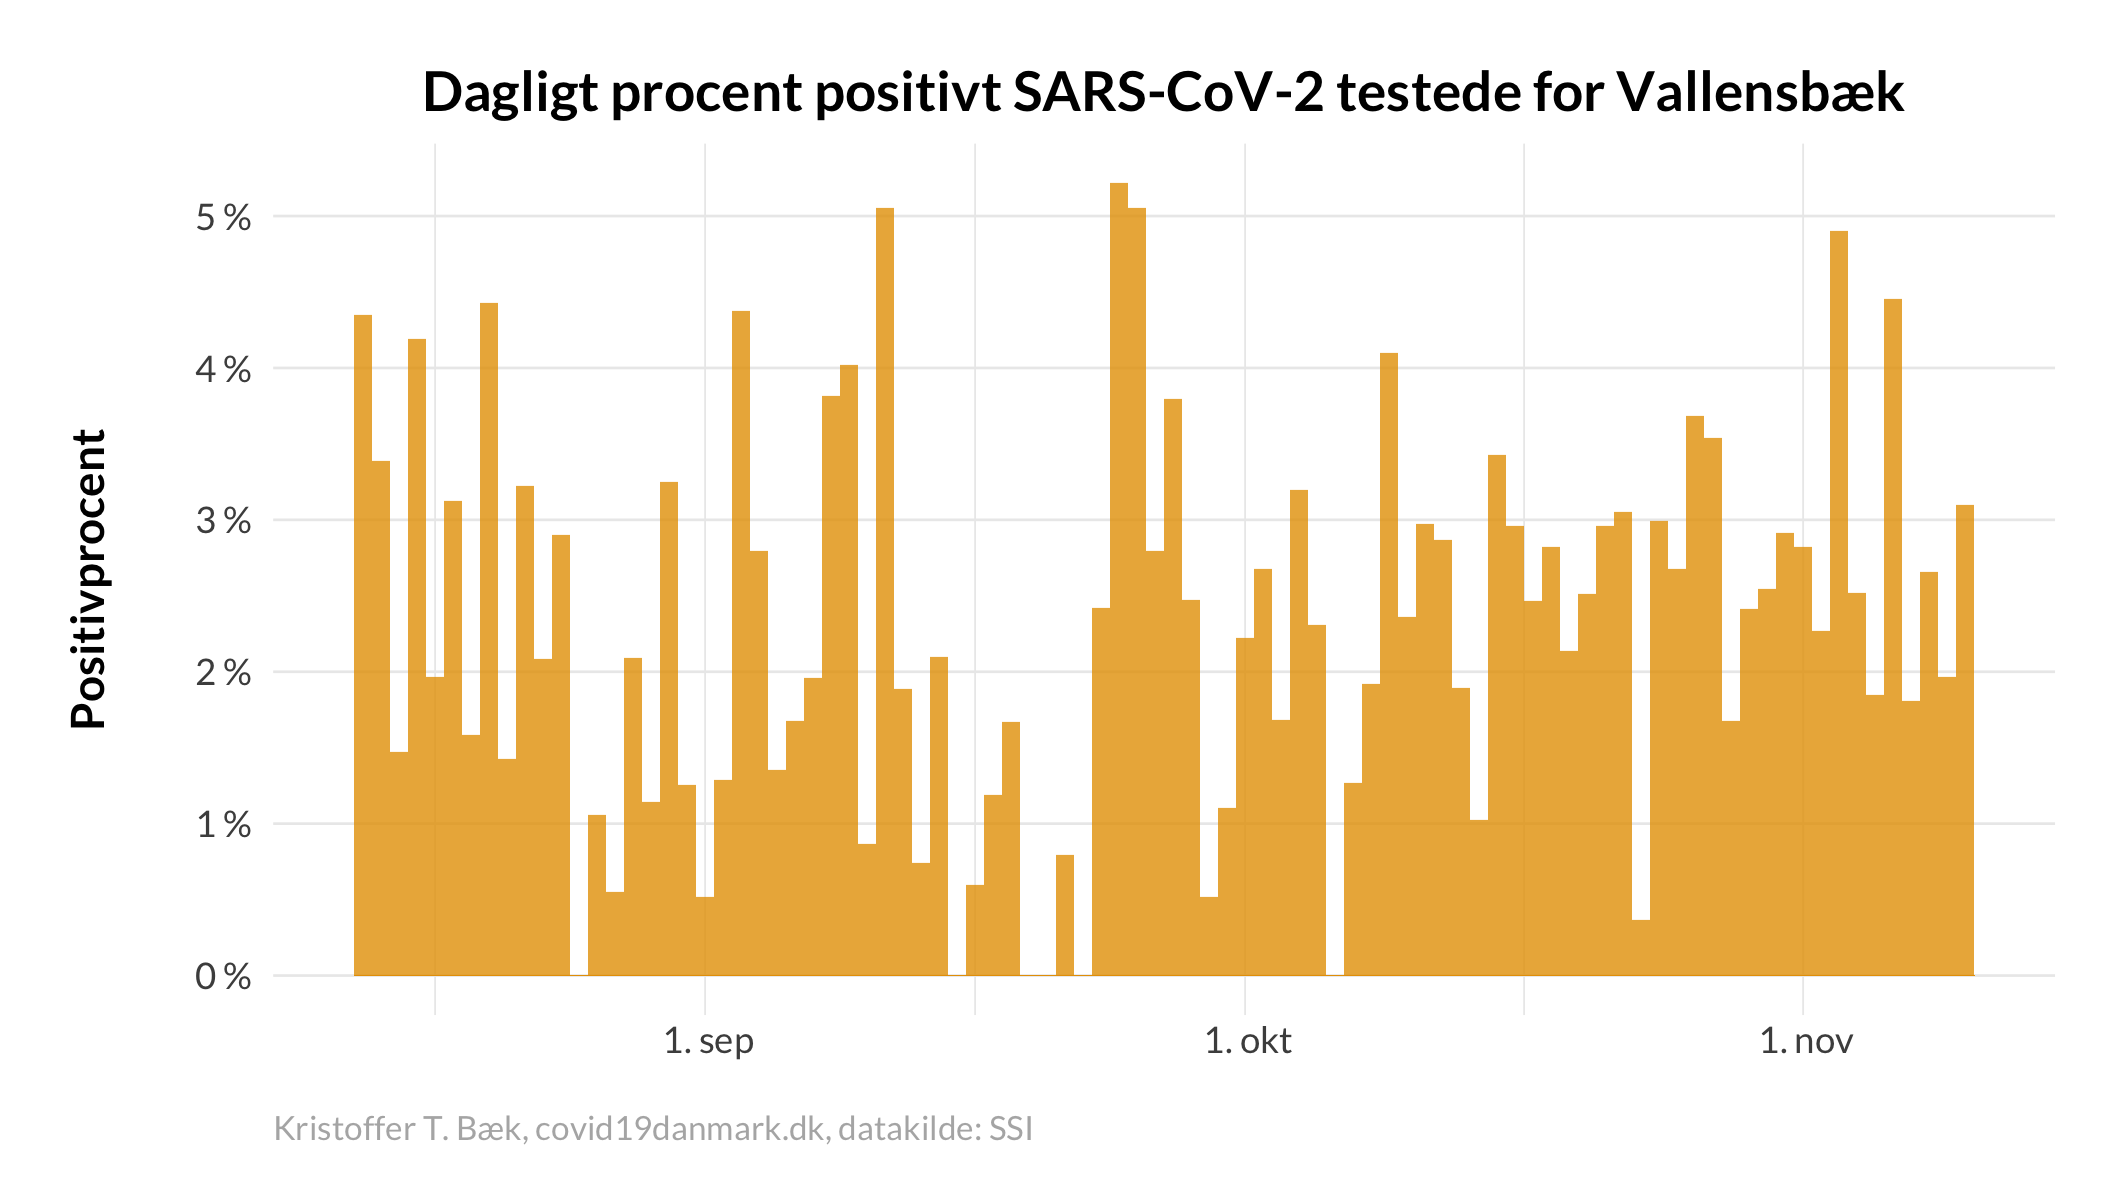 Dagligt procent positivt SARS-CoV-2 testede for Vallensbæk
Positivprocent
5 %
4 %
3 %
2 %
1 %
0 %
1. sep
1. okt
1. nov
Kristoffer T. Bæk, covid19danmark.dk, datakilde: SSI